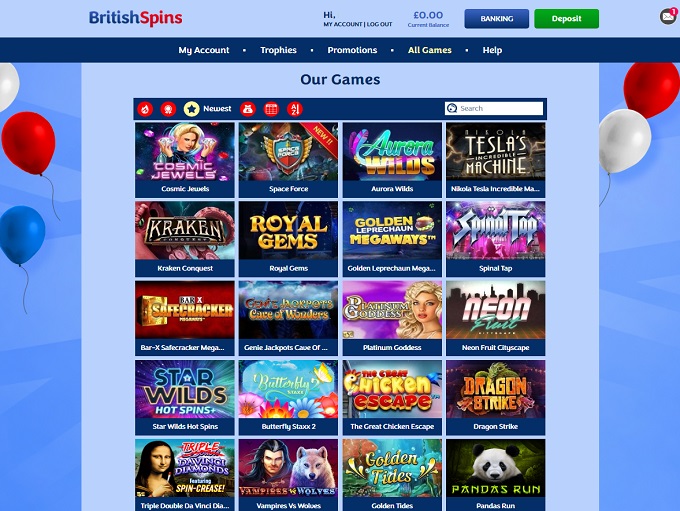 BritishSpins
Hi,
MY ACCOUNT | LOG OUT
£0.00
Current Balance
BANKING
Deposit
1
My Account • Trophies • Promotions • All Games • Help
Our Games
Newest
Search
COSMIC JEWELS
SPACE FORCE
NEW !!
Aurora WILDS
NIKOLA TESLA'S INCREDIBLE MACHINE
Cosmic Jewels
Space Force
Aurora Wilds
Nikola Tesla Incredible Ma...
KRAKEN CONQUEST
ROYAL GEMS
GOLDEN LEPRECHAUN MEGAWAYS™
SPINAL TAP
Kraken Conquest
Royal Gems
Golden Leprechaun Mega...
Spinal Tap
BAR X SAFECRACKER MEGAWAYS
Genie JACKPOTS Cave of Wonders
PLATINUM GODDESS
NEON Fruit CITYSCAPE
Bar-X Safecracker Mega...
Genie Jackpots Cave Of ...
Platinum Goddess
Neon Fruit Cityscape
STAR WILDS HOT SPINS+
Butterfly 2 STAXX
THE GREAT Chicken ESCAPE
DRAGON STRIKE
Star Wilds Hot Spins
Butterfly Staxx 2
The Great Chicken Escape
Dragon Strike
TRIPLE Double DAVINCI DIAMONDS
Featuring SPIN-CREASE!
VAMPIRES WOLVES
Golden Tides
PANDAS RUN
Triple Double Da Vinci Dia...
Vampires Vs Wolves
Golden Tides
Pandas Run